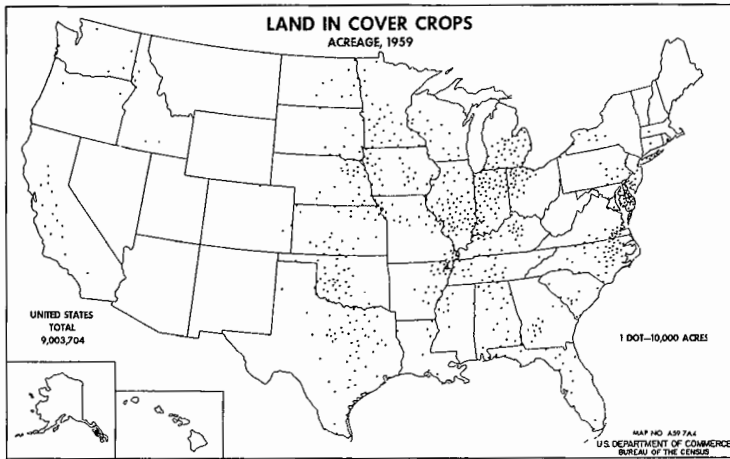 LAND IN COVER CROPS
ACREAGE, 1959
UNITED STATES
TOTAL
9,003,704
1 DOT—10,000 ACRES
MAP NO. A59-7A4
U.S. DEPARTMENT OF COMMERCE
BUREAU OF THE CENSUS